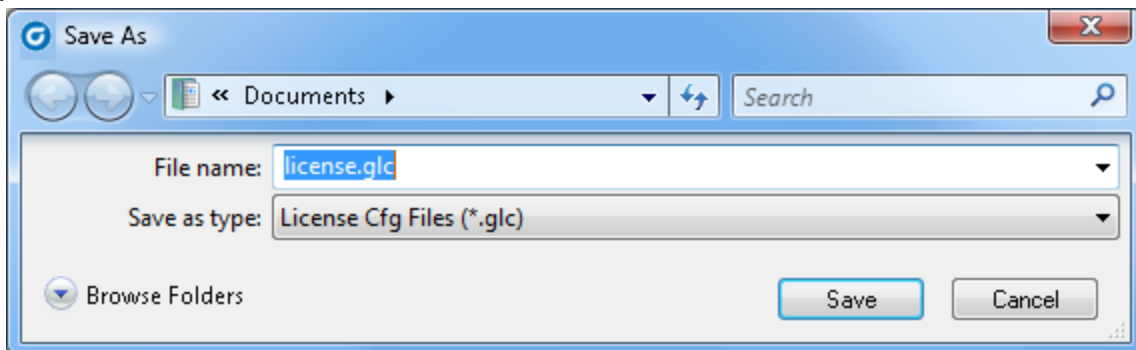 Save As
« Documents
Search
File name: license.glc
Save as type: License Cfg Files (*.glc)
Browse Folders
Save
Cancel